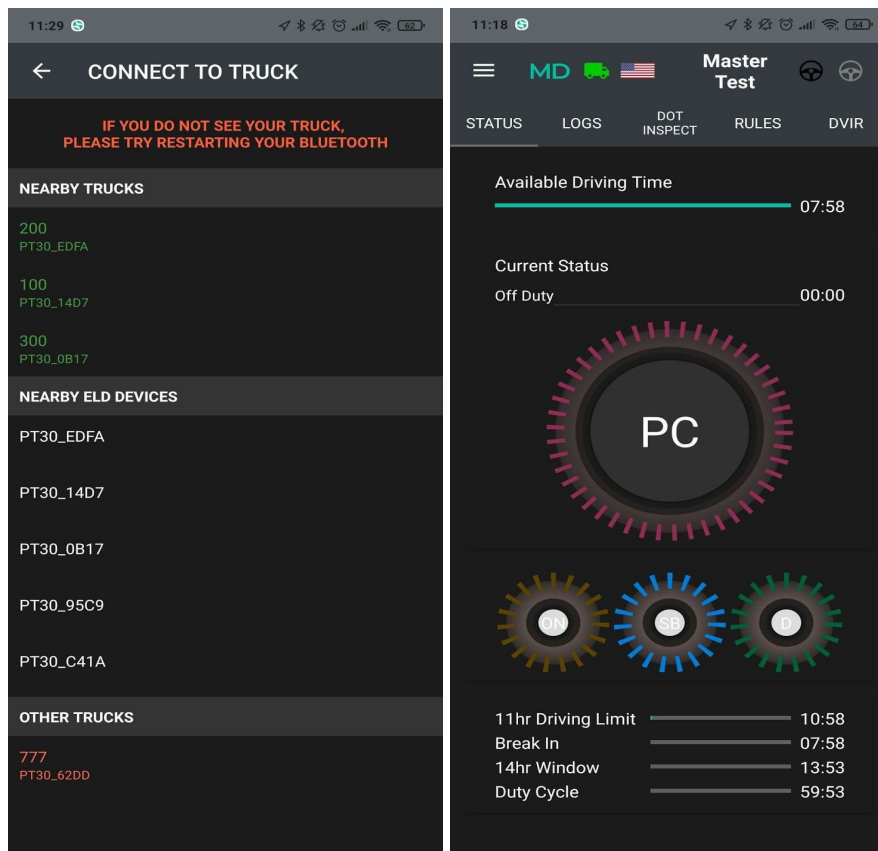 11:29
62
CONNECT TO TRUCK
IF YOU DO NOT SEE YOUR TRUCK,
PLEASE TRY RESTARTING YOUR BLUETOOTH
NEARBY TRUCKS
200
PT30_EDFA
100
PT30_14D7
300
PT30_0B17
NEARBY ELD DEVICES
PT30_EDFA
PT30_14D7
PT30_0B17
PT30_95C9
PT30_C41A
OTHER TRUCKS
777
PT30_62DD
11:18
64
MD
Master
Test
STATUS LOGS DOT INSPECT RULES DVIR
Available Driving Time
07:58
Current Status
Off Duty 00:00
PC
ON SB D
11hr Driving Limit 10:58
Break In 07:58
14hr Window 13:53
Duty Cycle 59:53